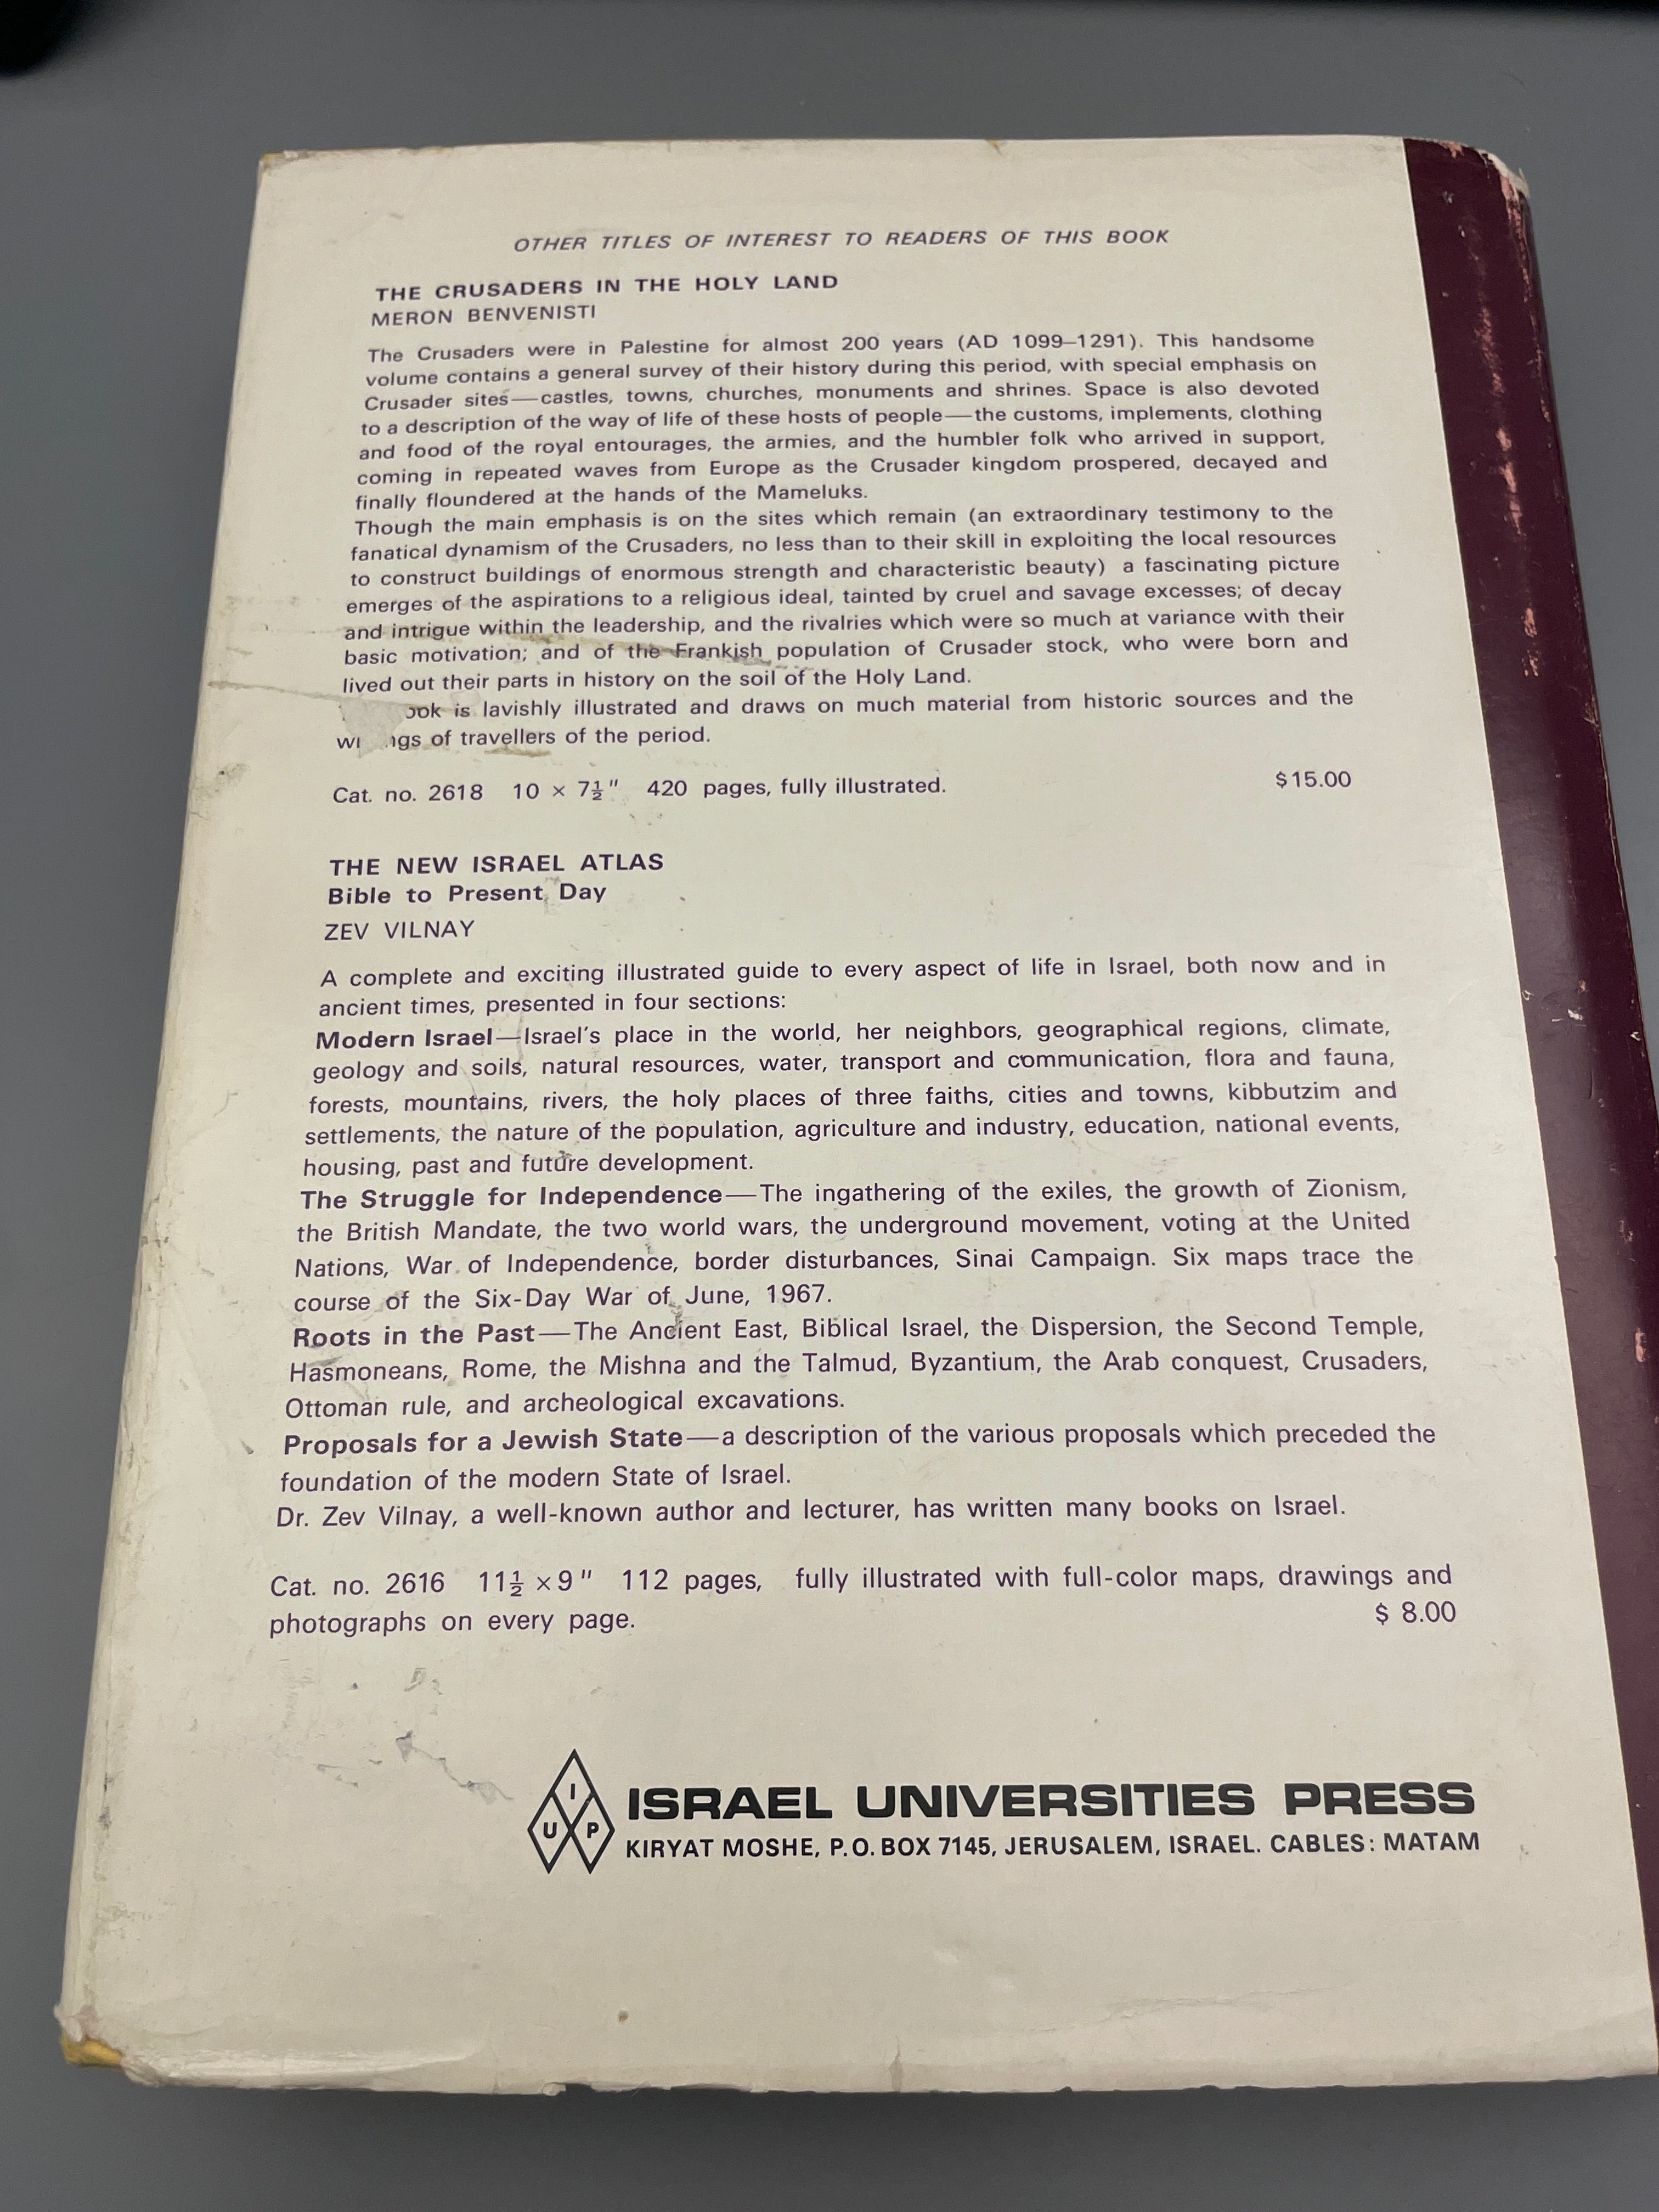 OTHER TITLES OF INTEREST TO READERS OF THIS BOOK
THE CRUSADERS IN THE HOLY LAND
MERON BENVENISTI
The Crusaders were in Palestine for almost 200 years (AD 1099–1291). This handsome
volume contains a general survey of their history during this period, with special emphasis on
Crusader sites—castles, towns, churches, monuments and shrines. Space is also devoted
to a description of the way of life of these hosts of people—the customs, implements, clothing
and food of the royal entourages, the armies, and the humbler folk who arrived in support,
coming in repeated waves from Europe as the Crusader kingdom prospered, decayed and
finally floundered at the hands of the Mameluks.
Though the main emphasis is on the sites which remain (an extraordinary testimony to the
fanatical dynamism of the Crusaders, no less than to their skill in exploiting the local resources
to construct buildings of enormous strength and characteristic beauty) a fascinating picture
emerges of the aspirations to a religious ideal, tainted by cruel and savage excesses; of decay
and intrigue within the leadership, and the rivalries which were so much at variance with their
basic motivation; and of the Frankish population of Crusader stock, who were born and
lived out their parts in history on the soil of the Holy Land.
is lavishly illustrated and draws on much material from historic sources and the
of travellers of the period.
Cat. no. 2618 10 × 7½" 420 pages, fully illustrated. $15.00
THE NEW ISRAEL ATLAS
Bible to Present Day
ZEV VILNAY
A complete and exciting illustrated guide to every aspect of life in Israel, both now and in
ancient times, presented in four sections:
Modern Israel—Israel's place in the world, her neighbors, geographical regions, climate,
geology and soils, natural resources, water, transport and communication, flora and fauna,
forests, mountains, rivers, the holy places of three faiths, cities and towns, kibbutzim and
settlements, the nature of the population, agriculture and industry, education, national events,
housing, past and future development.
The Struggle for Independence—The ingathering of the exiles, the growth of Zionism,
the British Mandate, the two world wars, the underground movement, voting at the United
Nations, War of Independence, border disturbances, Sinai Campaign. Six maps trace the
course of the Six-Day War of June, 1967.
Roots in the Past—The Ancient East, Biblical Israel, the Dispersion, the Second Temple,
Hasmoneans, Rome, the Mishna and the Talmud, Byzantium, the Arab conquest, Crusaders,
Ottoman rule, and archeological excavations.
Proposals for a Jewish State—a description of the various proposals which preceded the
foundation of the modern State of Israel.
Dr. Zev Vilnay, a well-known author and lecturer, has written many books on Israel.
Cat. no. 2616 11½ × 9" 112 pages, fully illustrated with full-color maps, drawings and
photographs on every page. $ 8.00
I U P
ISRAEL UNIVERSITIES PRESS
KIRYAT MOSHE, P.O. BOX 7145, JERUSALEM, ISRAEL. CABLES: MATAM